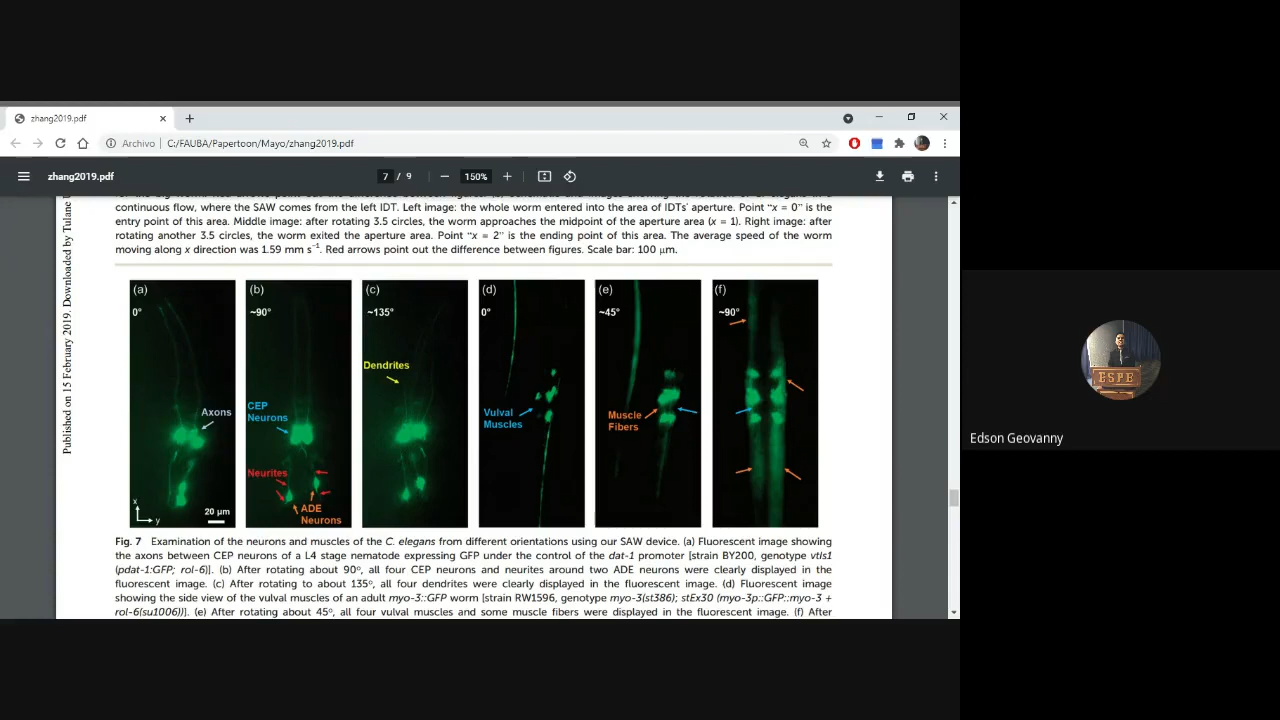 zhang2019.pdf
Archivo | C:/FAUBA/Papertoon/Mayo/zhang2019.pdf
zhang2019.pdf
7 / 9
150%
continuous flow, where the SAW comes from the left IDT. Left image: the whole worm entered into the area of IDTs' aperture. Point "x = 0" is the
entry point of this area. Middle image: after rotating 3.5 circles, the worm approaches the midpoint of the aperture area (x = 1). Right image: after
rotating another 3.5 circles, the worm exited the aperture area. Point "x = 2" is the ending point of this area. The average speed of the worm
moving along x direction was 1.59 mm s⁻¹. Red arrows point out the difference between figures. Scale bar: 100 μm.
Published on 15 February 2019. Downloaded by Tulane
(a)
0°
Axons
x
y
20 μm
(b)
~90°
CEP
Neurons
Neurites
ADE
Neurons
(c)
~135°
Dendrites
(d)
0°
Vulval
Muscles
(e)
~45°
Muscle
Fibers
(f)
~90°
Fig. 7 Examination of the neurons and muscles of the C. elegans from different orientations using our SAW device. (a) Fluorescent image showing
the axons between CEP neurons of a L4 stage nematode expressing GFP under the control of the dat-1 promoter [strain BY200, genotype vtIs1
(pdat-1:GFP; rol-6)]. (b) After rotating about 90°, all four CEP neurons and neurites around two ADE neurons were clearly displayed in the
fluorescent image. (c) After rotating to about 135°, all four dendrites were clearly displayed in the fluorescent image. (d) Fluorescent image
showing the side view of the vulval muscles of an adult myo-3::GFP worm [strain RW1596, genotype myo-3(st386); stEx30 (myo-3p::GFP::myo-3 +
rol-6(su1006))]. (e) After rotating about 45°, all four vulval muscles and some muscle fibers were displayed in the fluorescent image. (f) After
ESPE
Edson Geovanny